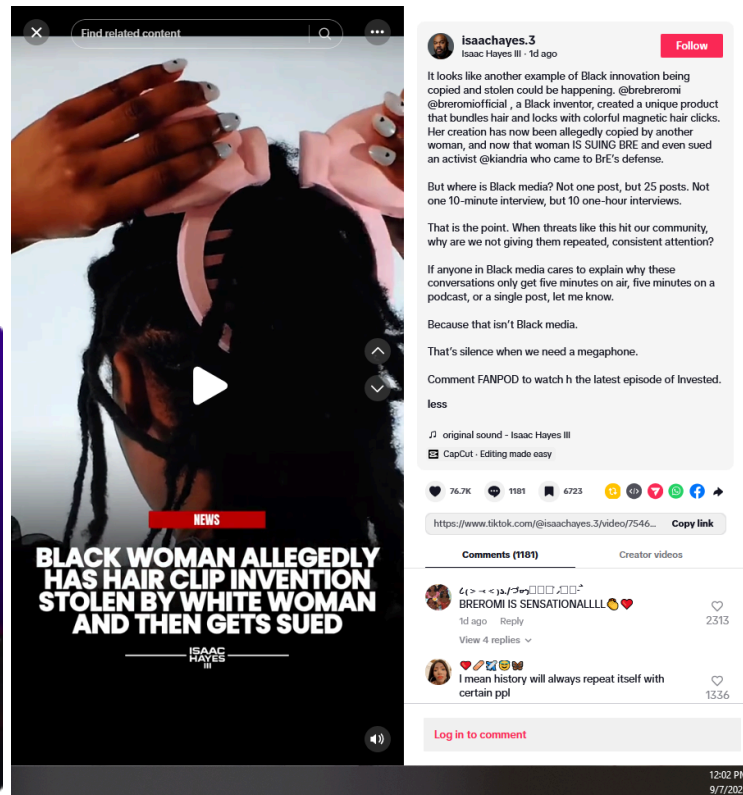 Find related content
NEWS
BLACK WOMAN ALLEGEDLY
HAS HAIR CLIP INVENTION
STOLEN BY WHITE WOMAN
AND THEN GETS SUED
ISAAC
HAYES
III
isaachayes.3
Isaac Hayes III · 1d ago
Follow
It looks like another example of Black innovation being
copied and stolen could be happening. @brebreromi
@breromiofficial , a Black inventor, created a unique product
that bundles hair and locks with colorful magnetic hair clicks.
Her creation has now been allegedly copied by another
woman, and now that woman IS SUING BRE and even sued
an activist @kiandria who came to BrE’s defense.
But where is Black media? Not one post, but 25 posts. Not
one 10-minute interview, but 10 one-hour interviews.
That is the point. When threats like this hit our community,
why are we not giving them repeated, consistent attention?
If anyone in Black media cares to explain why these
conversations only get five minutes on air, five minutes on a
podcast, or a single post, let me know.
Because that isn’t Black media.
That’s silence when we need a megaphone.
Comment FANPOD to watch h the latest episode of Invested.
less
original sound - Isaac Hayes III
CapCut · Editing made easy
76.7K
1181
6723
https://www.tiktok.com/@isaachayes.3/video/7546...
Copy link
Comments (1181)
Creator videos
BREROMI IS SENSATIONALLLL👏❤️
1d ago Reply
2313
View 4 replies
I mean history will always repeat itself with
certain ppl
1336
Log in to comment
12:02 PM
9/7/202